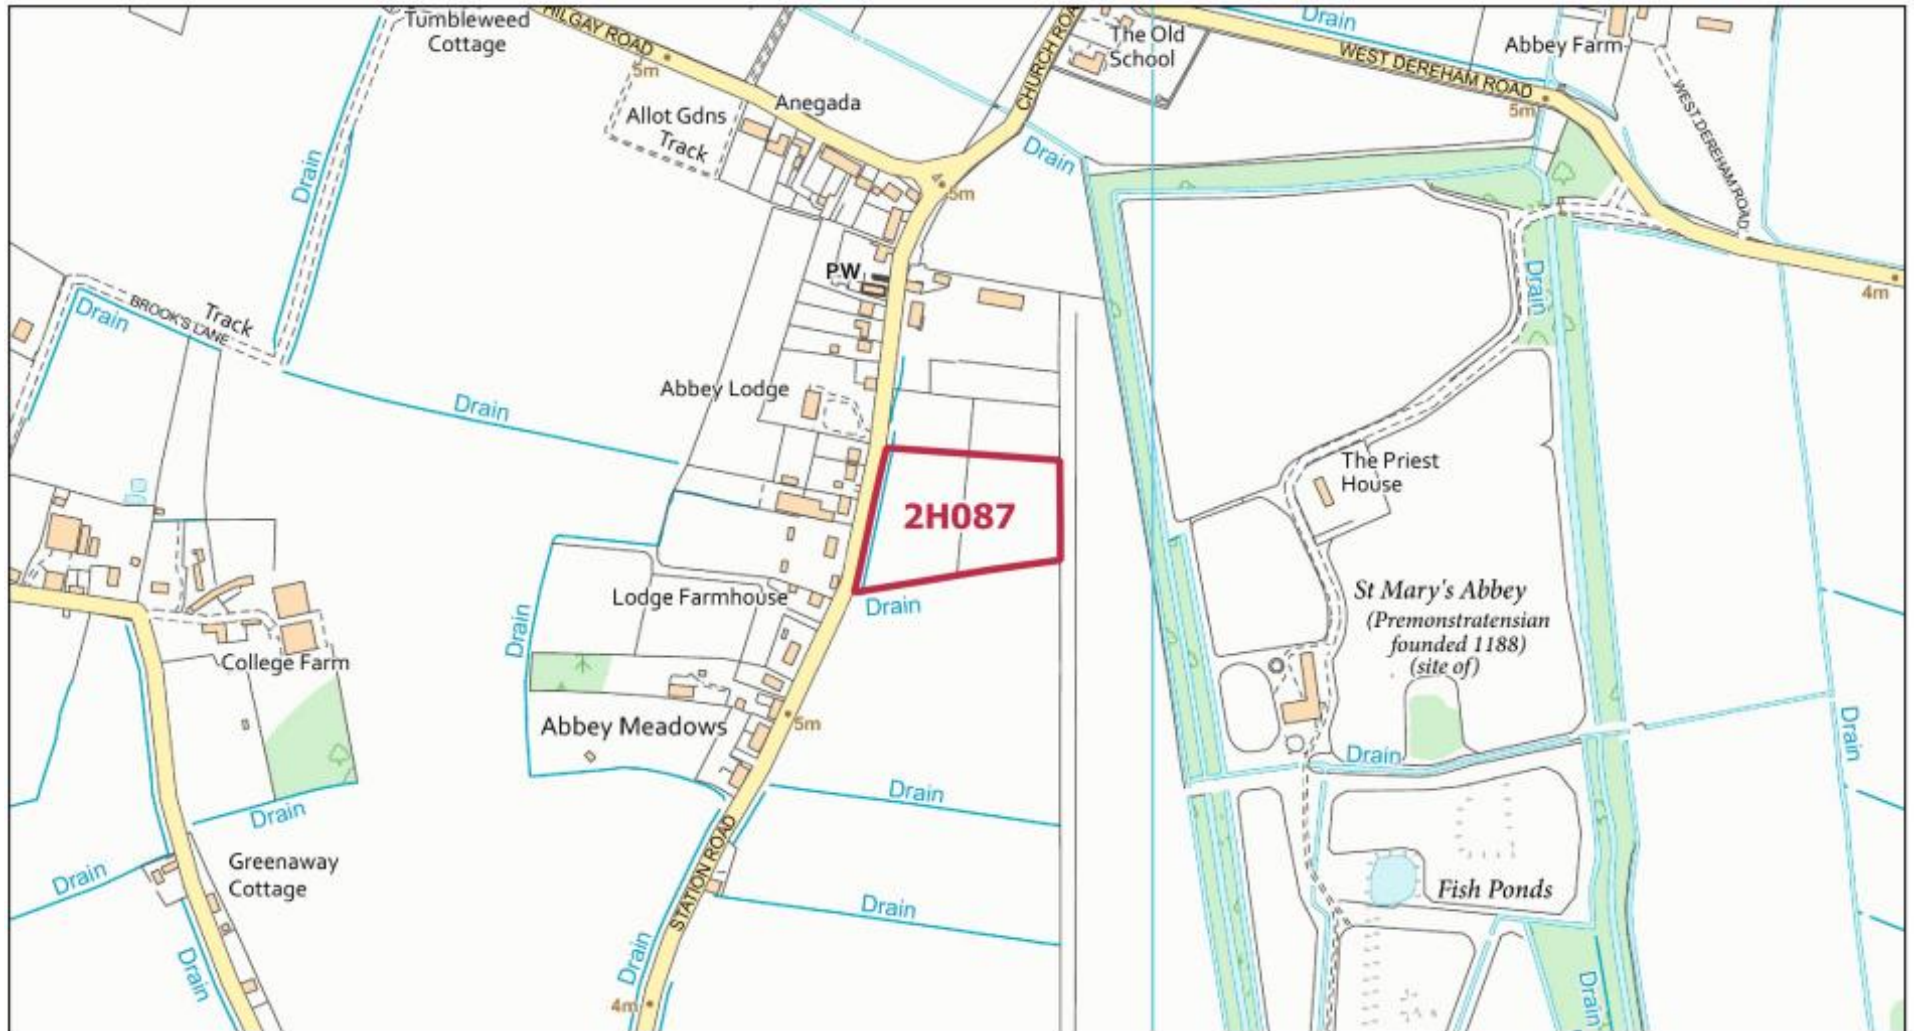 Tumbleweed
Cottage
HILGAY ROAD
5m
CHURCH ROA
The Old
School
Drain
WEST DEREHAM ROAD
Abbey Farm
5m
WEST DEREHAM ROAD
Allot Gdns
Track
Anegada
Drain
Drain
5m
4m
PW
Drain
Drain
BROOK'S LANE
Track
Abbey Lodge
Drain
The Priest
House
2H087
St Mary's Abbey
(Premonstratensian
founded 1188)
(site of)
Lodge Farmhouse
Drain
Drain
College Farm
Abbey Meadows
5m
Drain
Drain
Drain
Drain
STATION ROAD
Greenaway
Cottage
Drain
Drain
Fish Ponds
Drain
Drain
4m
Drain